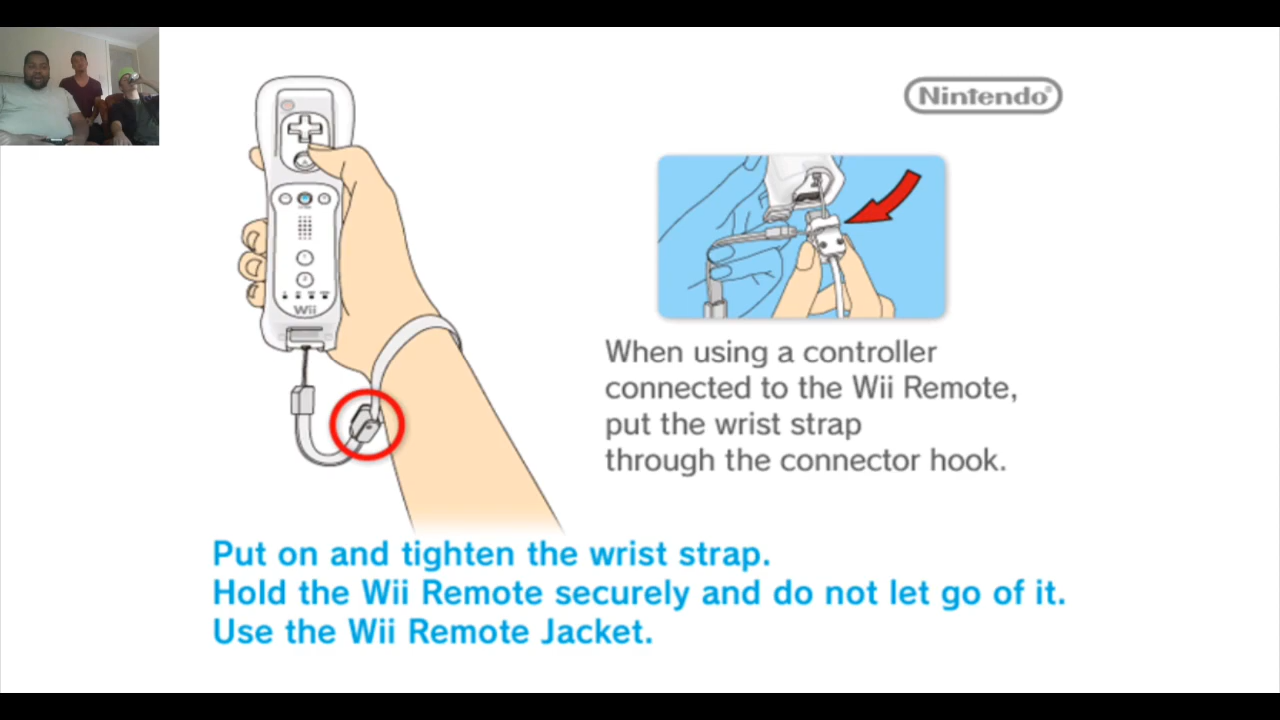 Nintendo®
Wii
When using a controller
connected to the Wii Remote,
put the wrist strap
through the connector hook.
Put on and tighten the wrist strap.
Hold the Wii Remote securely and do not let go of it.
Use the Wii Remote Jacket.